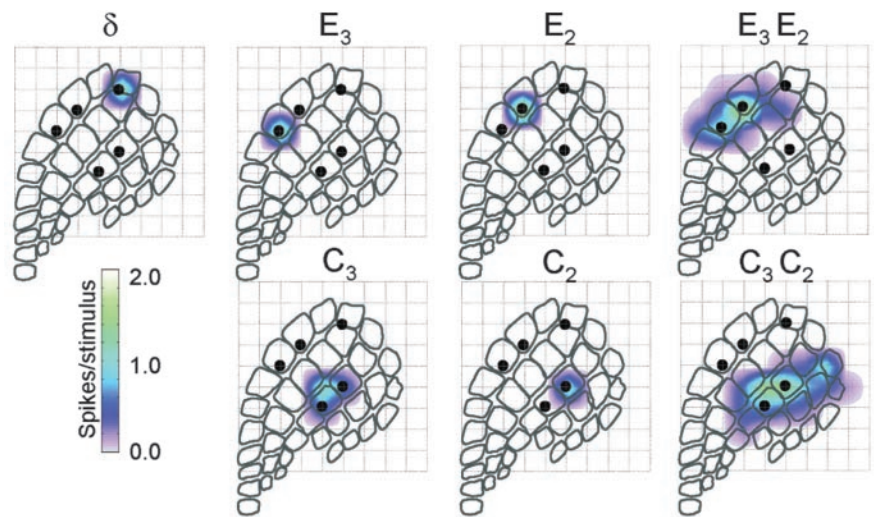 δ
E₃
E₂
E₃ E₂
C₃
C₂
C₃ C₂
Spikes/stimulus
2.0
1.0
0.0